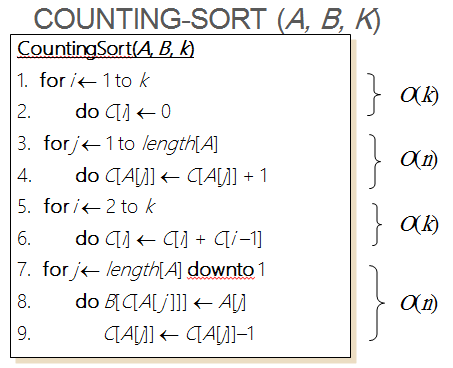 COUNTING-SORT (A, B, K)
CountingSort(A, B, k)
1. for i ← 1 to k
2. do C[i] ← 0
3. for j ← 1 to length[A]
4. do C[A[j]] ← C[A[j]] + 1
5. for i ← 2 to k
6. do C[i] ← C[i] + C[i–1]
7. for j ← length[A] downto 1
8. do B[C[A[j]]] ← A[j]
9. C[A[j]] ← C[A[j]]–1
O(k)
O(n)
O(k)
O(n)